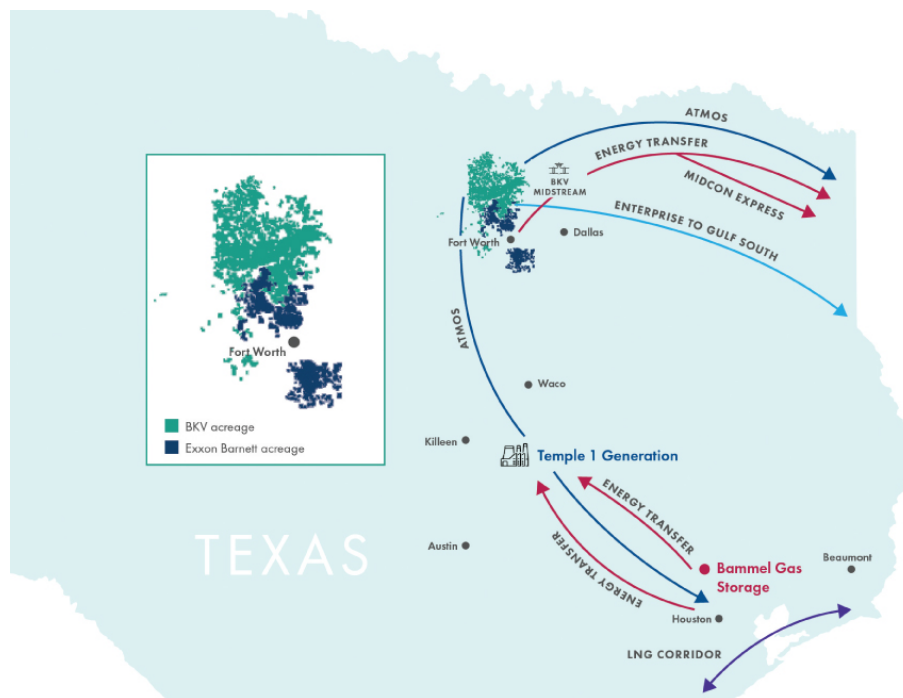 ATMOS
ENERGY TRANSFER
MIDCON EXPRESS
BKV
MIDSTREAM
ENTERPRISE TO GULF SOUTH
Fort Worth
Dallas
Fort Worth
ATMOS
BKV acreage
Exxon Barnett acreage
Waco
Killeen
Temple 1 Generation
ENERGY TRANSFER
ENERGY TRANSFER
TEXAS
Austin
Bammel Gas
Storage
Beaumont
Houston
LNG CORRIDOR